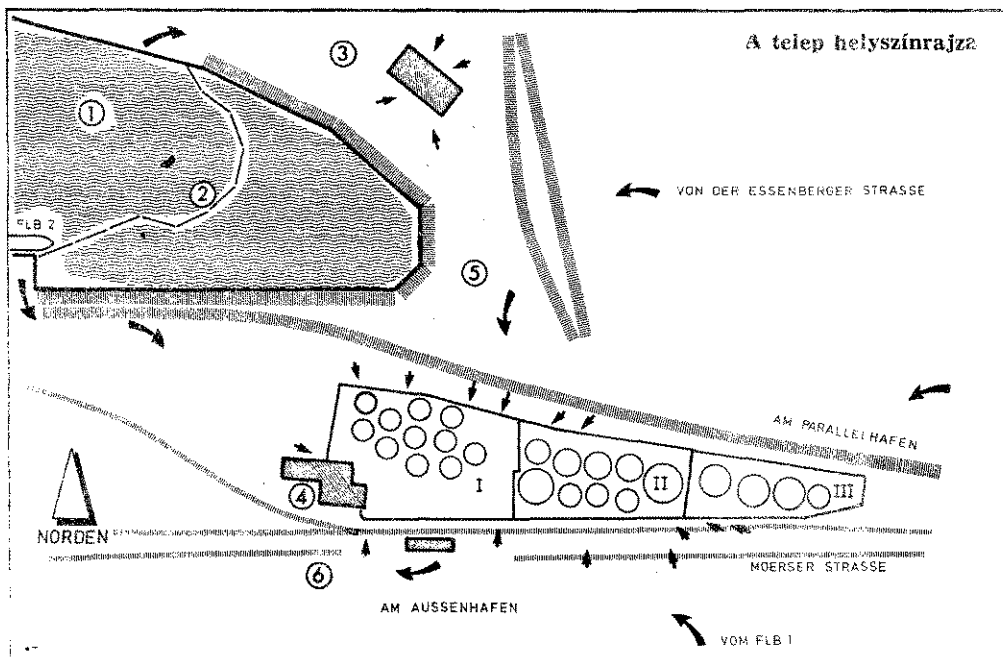 A telep helyszínrajza
③
①
②
VON DER ESSENBERGER STRASSE
FLB 2
⑤
AM PARALLELHAFEN
I
II
III
④
NORDEN
MOERSER STRASSE
⑥
AM AUSSENHAFEN
VOM FLB 1